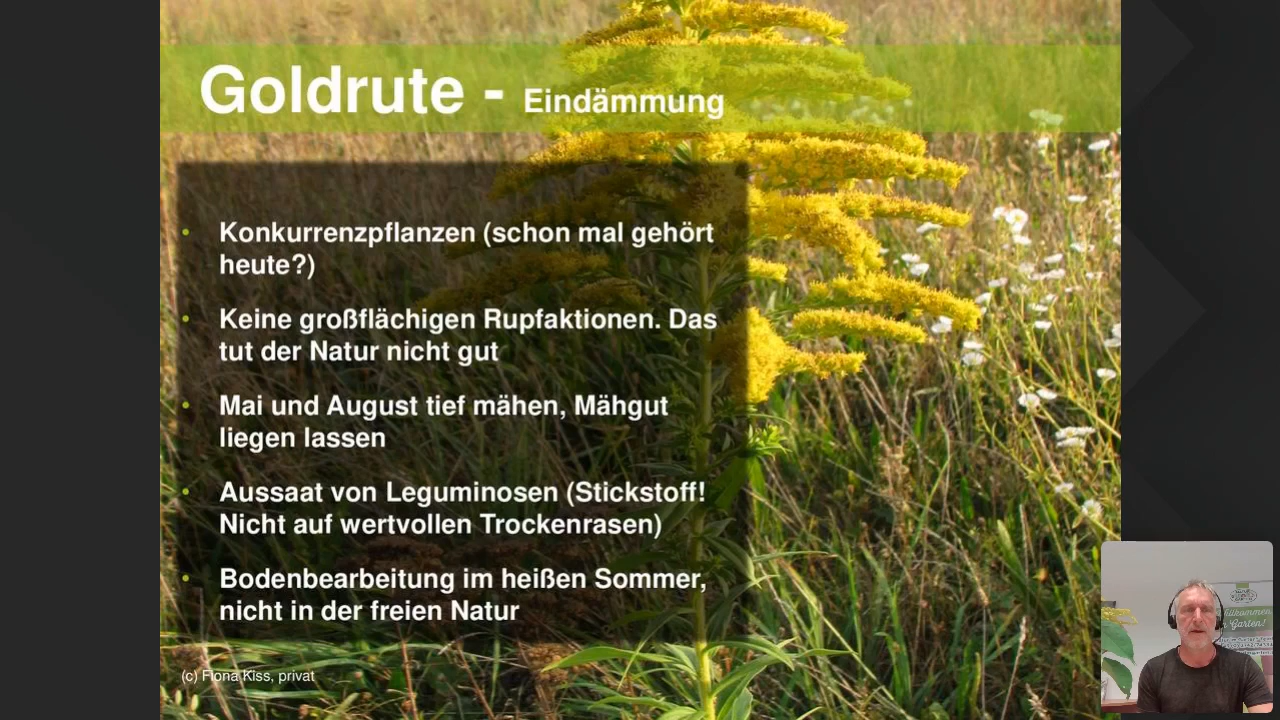 Goldrute - Eindämmung
Konkurrenzpflanzen (schon mal gehört
heute?)
Keine großflächigen Rupfaktionen. Das
tut der Natur nicht gut
Mai und August tief mähen, Mähgut
liegen lassen
Aussaat von Leguminosen (Stickstoff!
Nicht auf wertvollen Trockenrasen)
Bodenbearbeitung im heißen Sommer,
nicht in der freien Natur
(c) Fiona Kiss, privat
Garten!